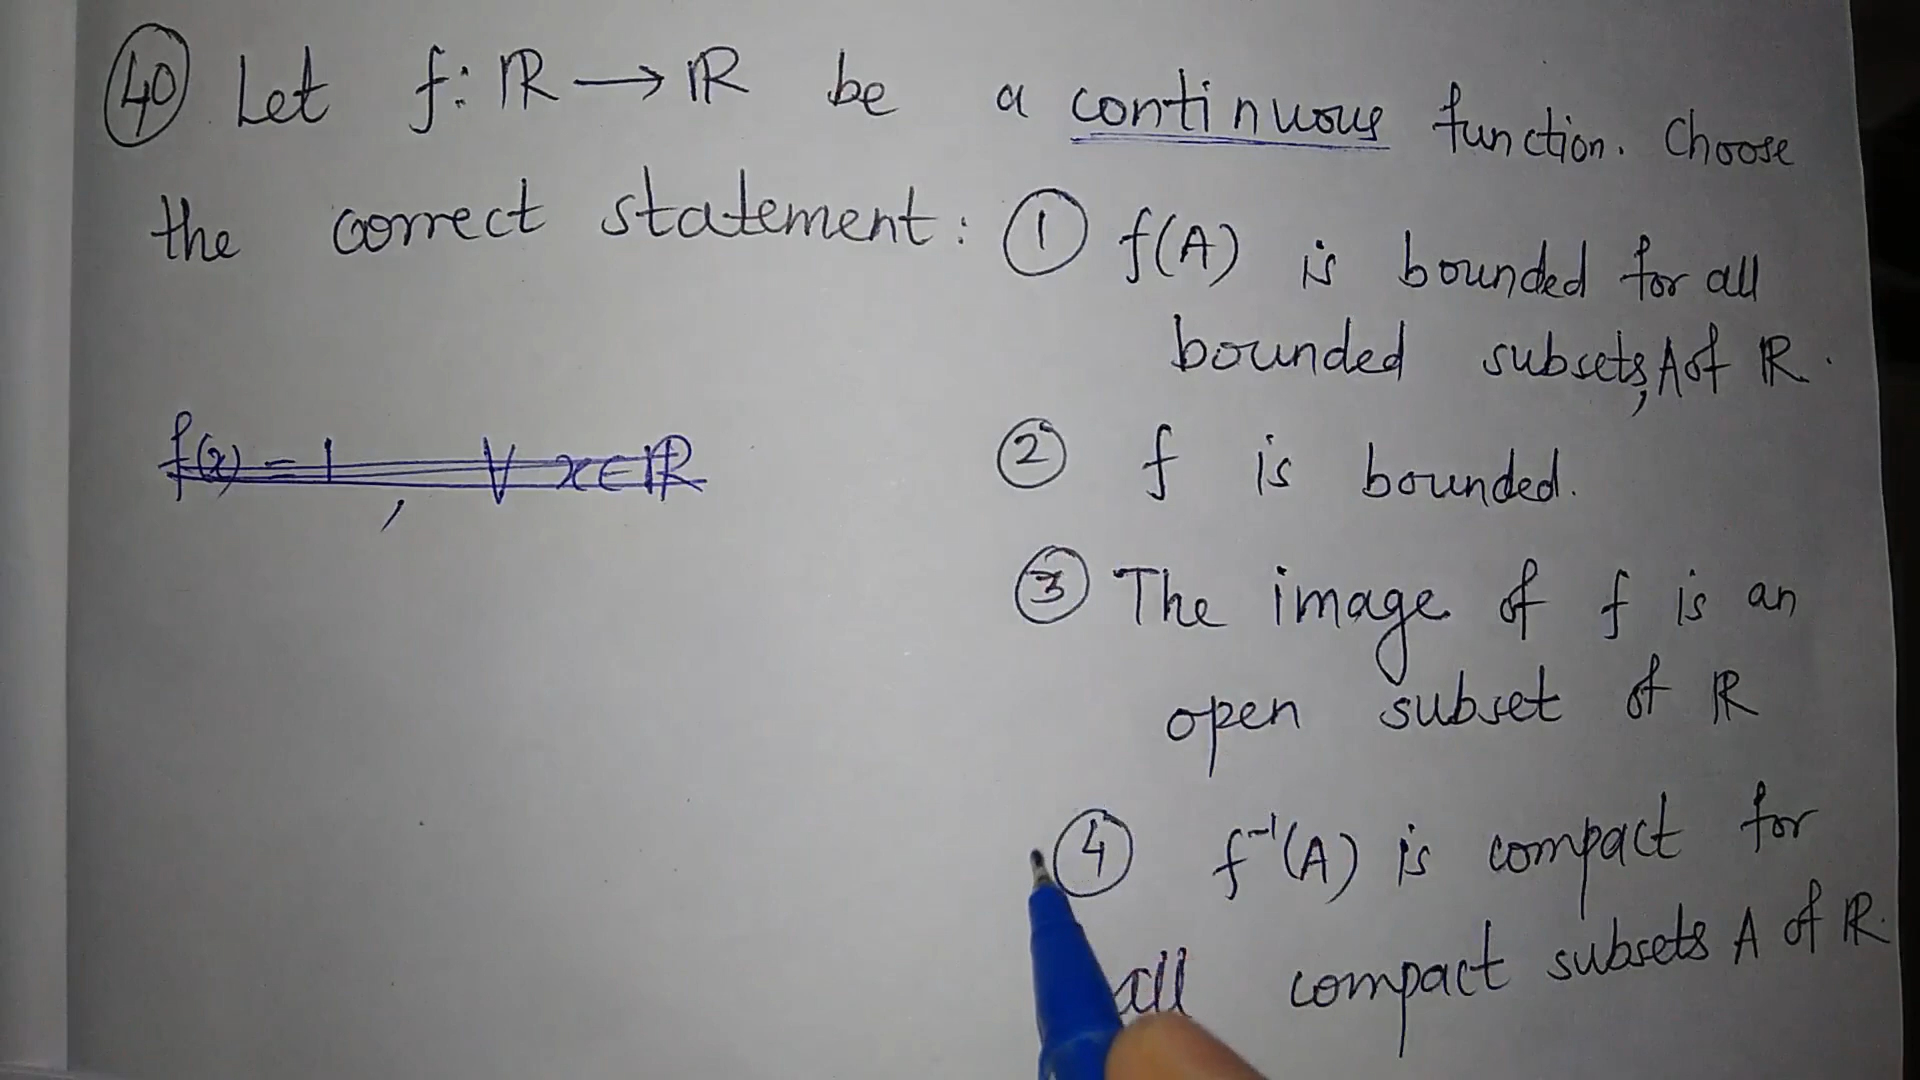 40 Let f: ℝ → ℝ be a continuous function. Choose
the correct statement: ① f(A) is bounded for all
bounded subsets, A of ℝ.
② f is bounded.
f(x) = 1, ∀ x∈ℝ
③ The image of f is an
open subset of ℝ
④ f⁻¹(A) is compact for
all compact subsets A of ℝ.